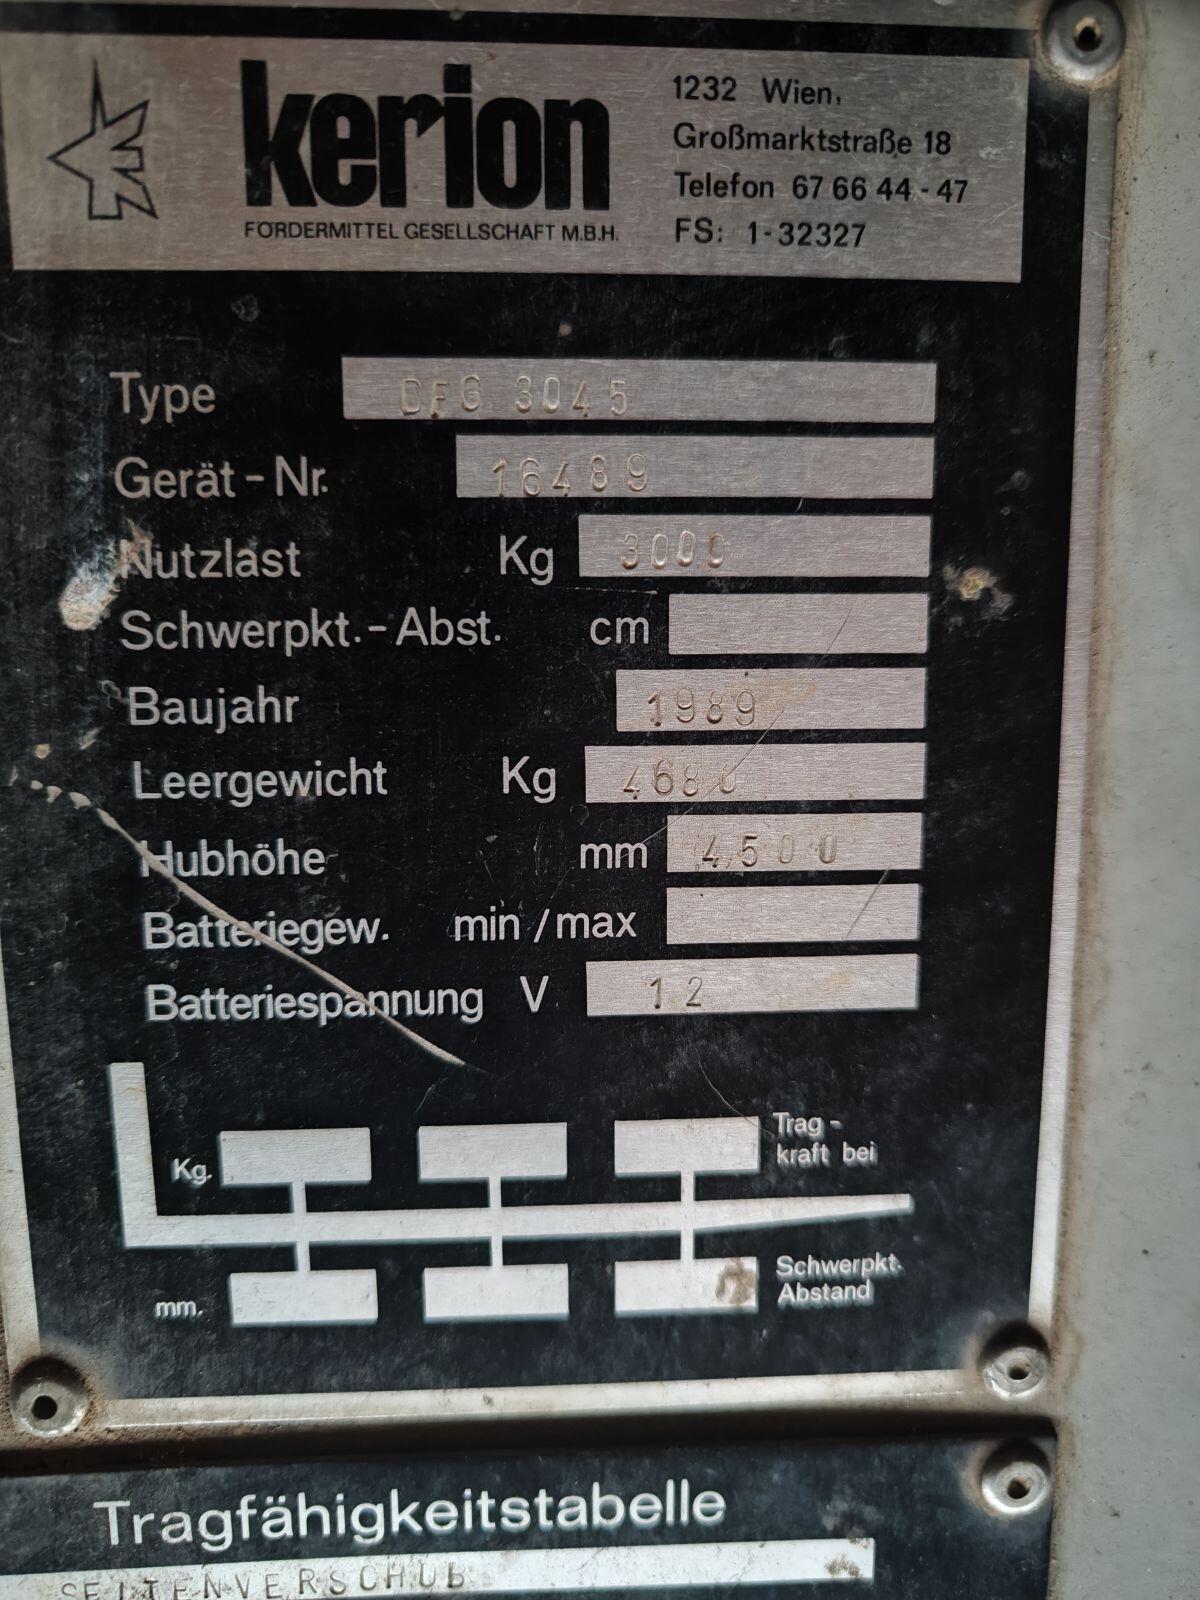 kerion
FÖRDERMITTEL GESELLSCHAFT M.B.H.
1232 Wien,
Großmarktstraße 18
Telefon 67 66 44 - 47
FS: 1-32327
Type DFG 3045
Gerät-Nr. 16489
Nutzlast Kg 3000
Schwerpkt.-Abst. cm
Baujahr 1989
Leergewicht Kg 4680
Hubhöhe mm 4500
Batteriegew. min/max
Batteriespannung V 12
Kg.
Trag-
kraft bei
mm.
Schwerpkt.
Abstand
Tragfähigkeitstabelle
SEITENVERSCHUB